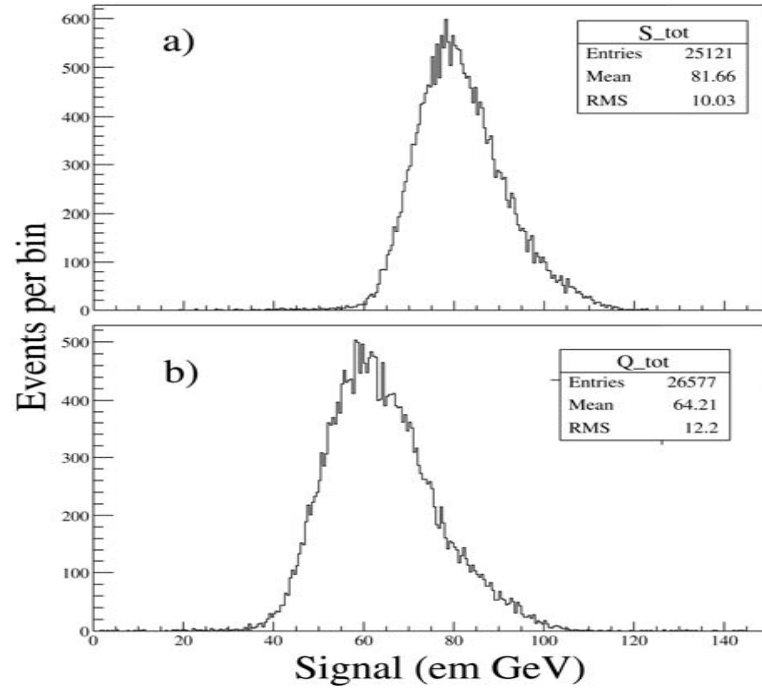 600
500
400
300
200
100
0
a)
S_tot
Entries 25121
Mean 81.66
RMS 10.03
Events per bin
500
400
300
200
100
0
b)
Q_tot
Entries 26577
Mean 64.21
RMS 12.2
0 20 40 60 80 100 120 140
Signal (em GeV)